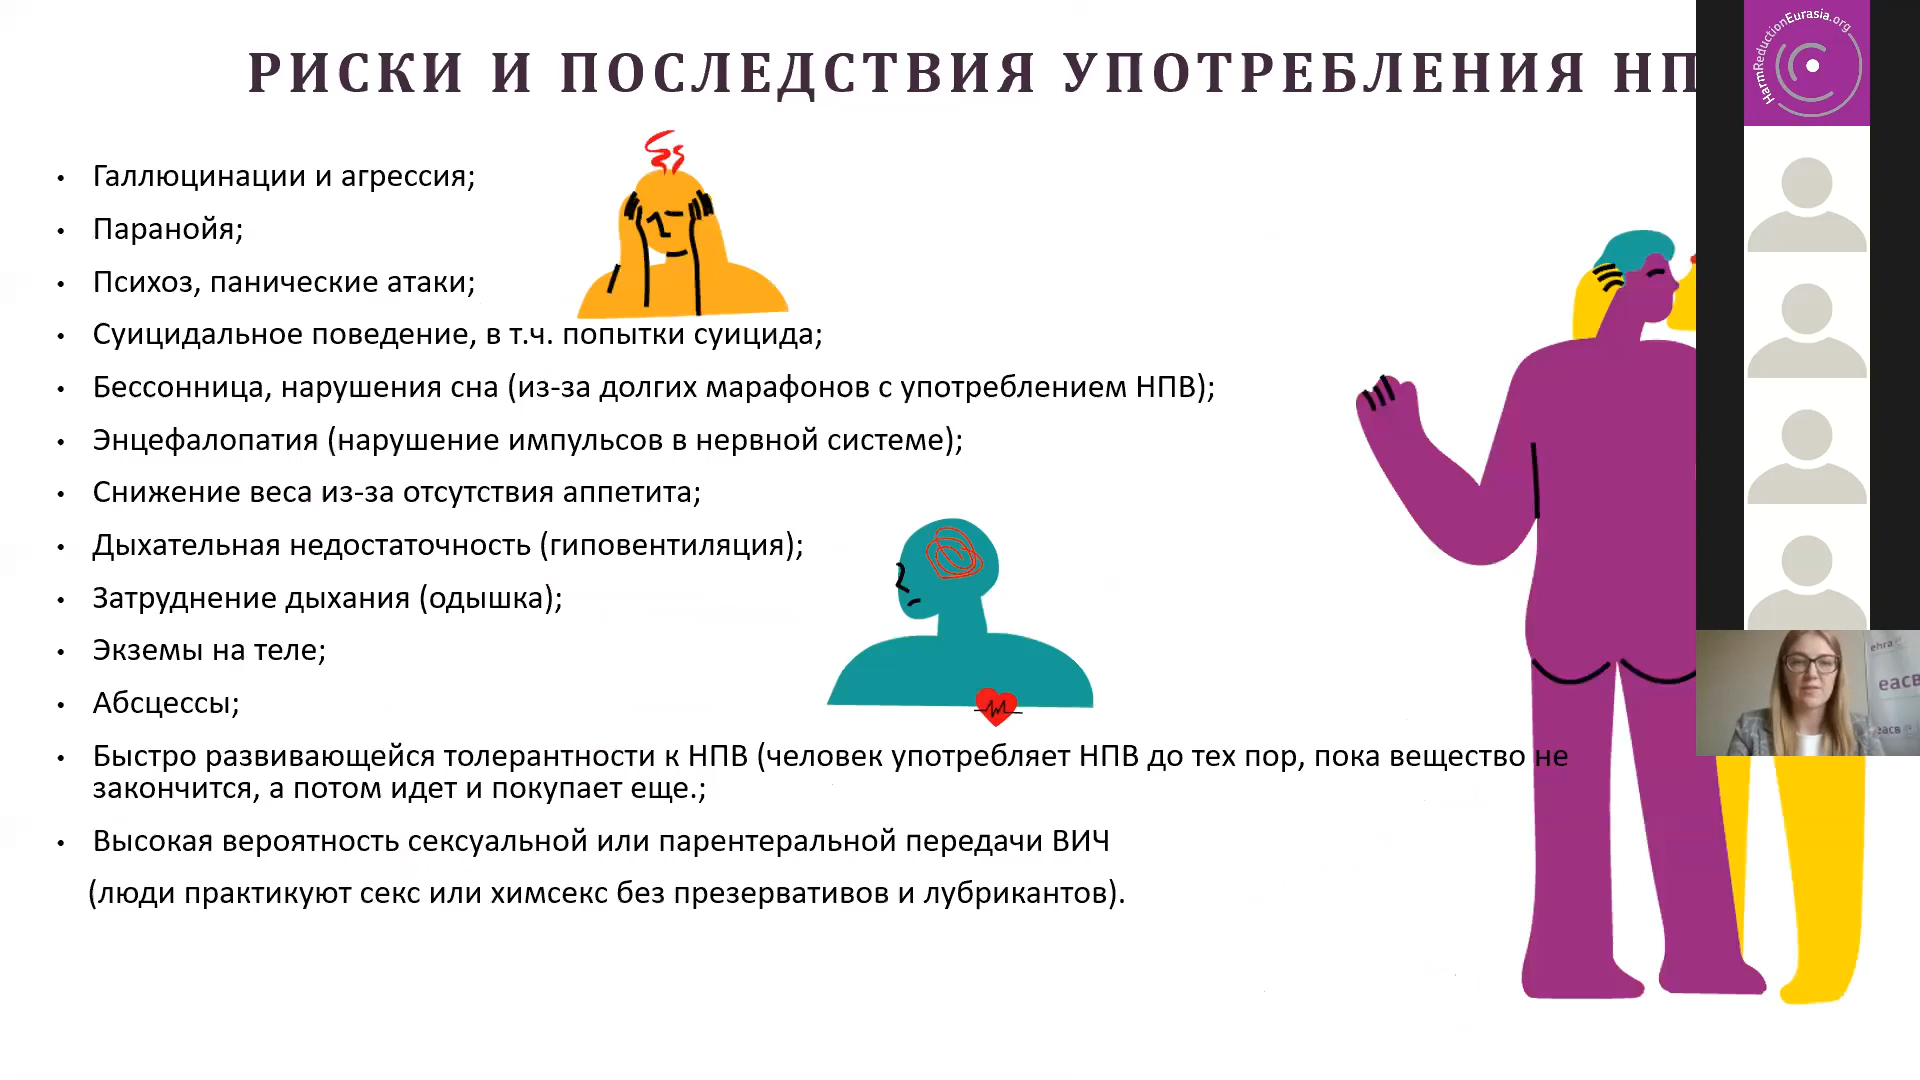 РИСКИ И ПОСЛЕДСТВИЯ УПОТРЕБЛЕНИЯ НП
HarmReductionEurasia.org
• Галлюцинации и агрессия;
• Паранойя;
• Психоз, панические атаки;
• Суицидальное поведение, в т.ч. попытки суицида;
• Бессонница, нарушения сна (из-за долгих марафонов с употреблением НПВ);
• Энцефалопатия (нарушение импульсов в нервной системе);
• Снижение веса из-за отсутствия аппетита;
• Дыхательная недостаточность (гиповентиляция);
• Затруднение дыхания (одышка);
• Экземы на теле;
• Абсцессы;
• Быстро развивающейся толерантности к НПВ (человек употребляет НПВ до тех пор, пока вещество не
закончится, а потом идет и покупает еще.;
• Высокая вероятность сексуальной или парентеральной передачи ВИЧ
(люди практикуют секс или химсекс без презервативов и лубрикантов).
ehra
еасв
еасв